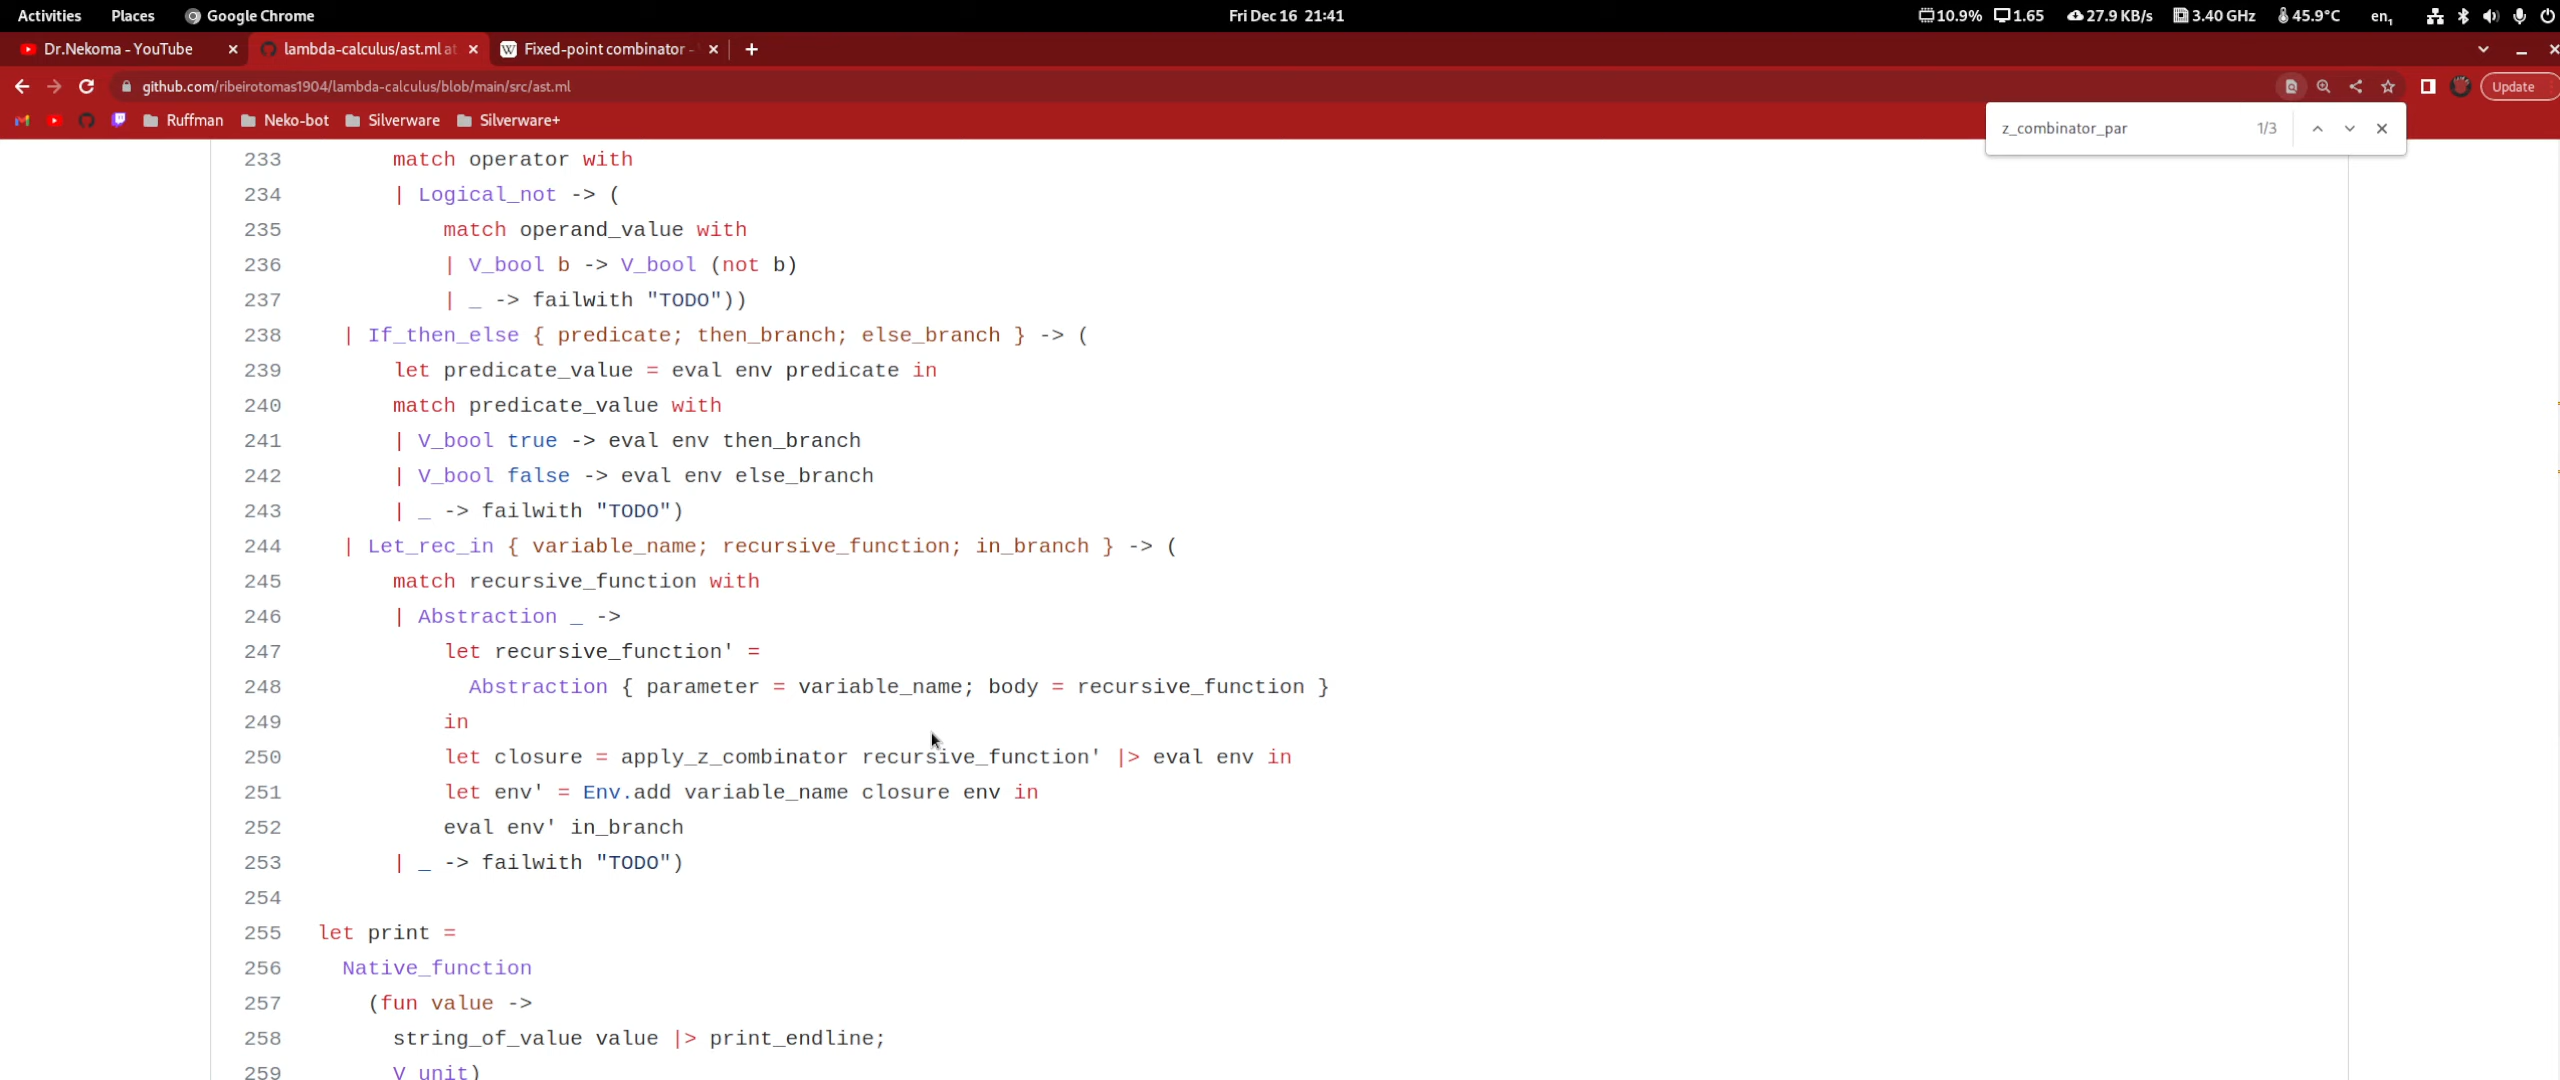 Activities Places Google Chrome Fri Dec 16 21:41 10.9% 1.65 27.9 KB/s 3.40 GHz 45.9°C en₁
Dr.Nekoma - YouTube lambda-calculus/ast.ml at Fixed-point combinator -
github.com/ribeirotomas1904/lambda-calculus/blob/main/src/ast.ml Update
Ruffman Neko-bot Silverware Silverware+
z_combinator_par 1/3
233 match operator with
234 | Logical_not -> (
235 match operand_value with
236 | V_bool b -> V_bool (not b)
237 | _ -> failwith "TODO"))
238 | If_then_else { predicate; then_branch; else_branch } -> (
239 let predicate_value = eval env predicate in
240 match predicate_value with
241 | V_bool true -> eval env then_branch
242 | V_bool false -> eval env else_branch
243 | _ -> failwith "TODO")
244 | Let_rec_in { variable_name; recursive_function; in_branch } -> (
245 match recursive_function with
246 | Abstraction _ ->
247 let recursive_function' =
248 Abstraction { parameter = variable_name; body = recursive_function }
249 in
250 let closure = apply_z_combinator recursive_function' |> eval env in
251 let env' = Env.add variable_name closure env in
252 eval env' in_branch
253 | _ -> failwith "TODO")
254
255 let print =
256 Native_function
257 (fun value ->
258 string_of_value value |> print_endline;
259 V_unit)